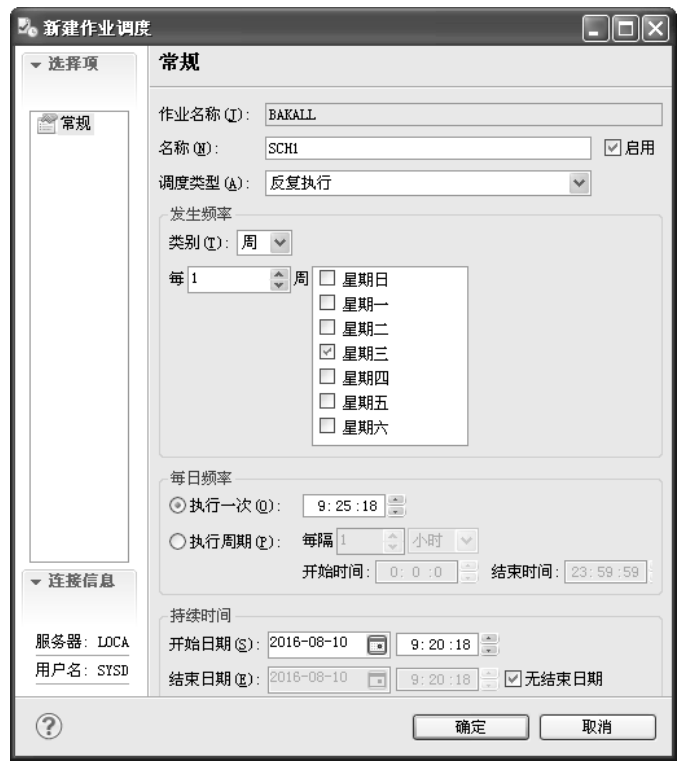 新建作业调度
选择项
常规
常规
作业名称(J): BAKALL
名称(N): SCH1 启用
调度类型(A): 反复执行
发生频率
类别(T): 周
每 1 周
星期日
星期一
星期二
星期三
星期四
星期五
星期六
每日频率
执行一次(O): 9:25:18
执行周期(P): 每隔 1 小时
开始时间: 0: 0 :0 结束时间: 23:59:59
持续时间
开始日期(S): 2016-08-10 9:20:18
结束日期(E): 2016-08-10 9:20:18 无结束日期
连接信息
服务器: LOCA
用户名: SYSD
?
确定 取消